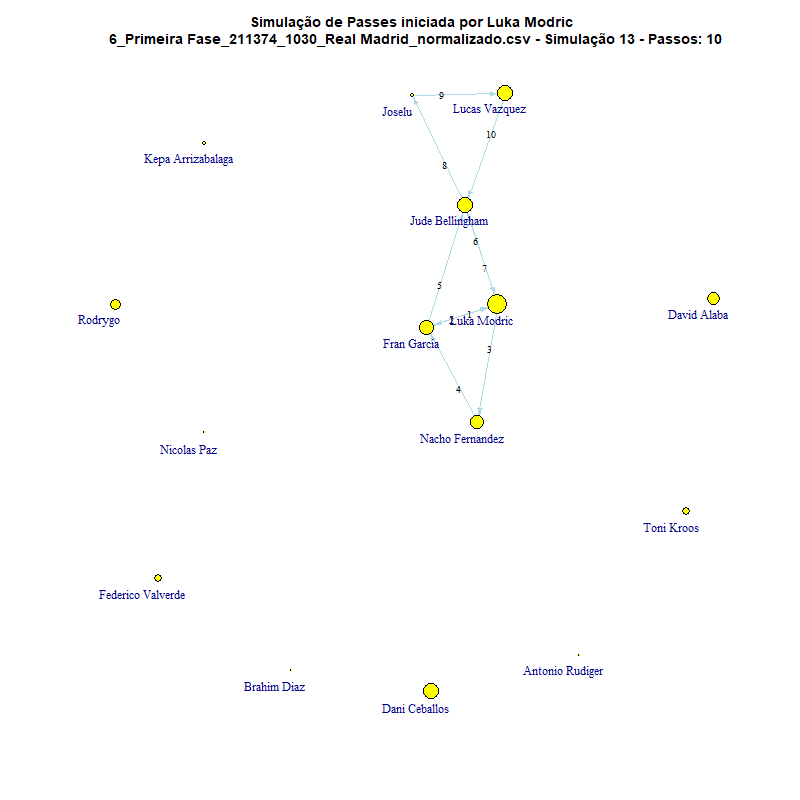 Simulação de Passes iniciada por Luka Modric
6_Primeira Fase_211374_1030_Real Madrid_normalizado.csv - Simulação 13 - Passos: 10
9
Joselu
Lucas Vazquez
10
Kepa Arrizabalaga
8
Jude Bellingham
6
7
5
Rodrygo
David Alaba
1
2
Luka Modric
Fran Garcia
3
4
Nacho Fernandez
Nicolas Paz
Toni Kroos
Federico Valverde
Antonio Rudiger
Brahim Diaz
Dani Ceballos